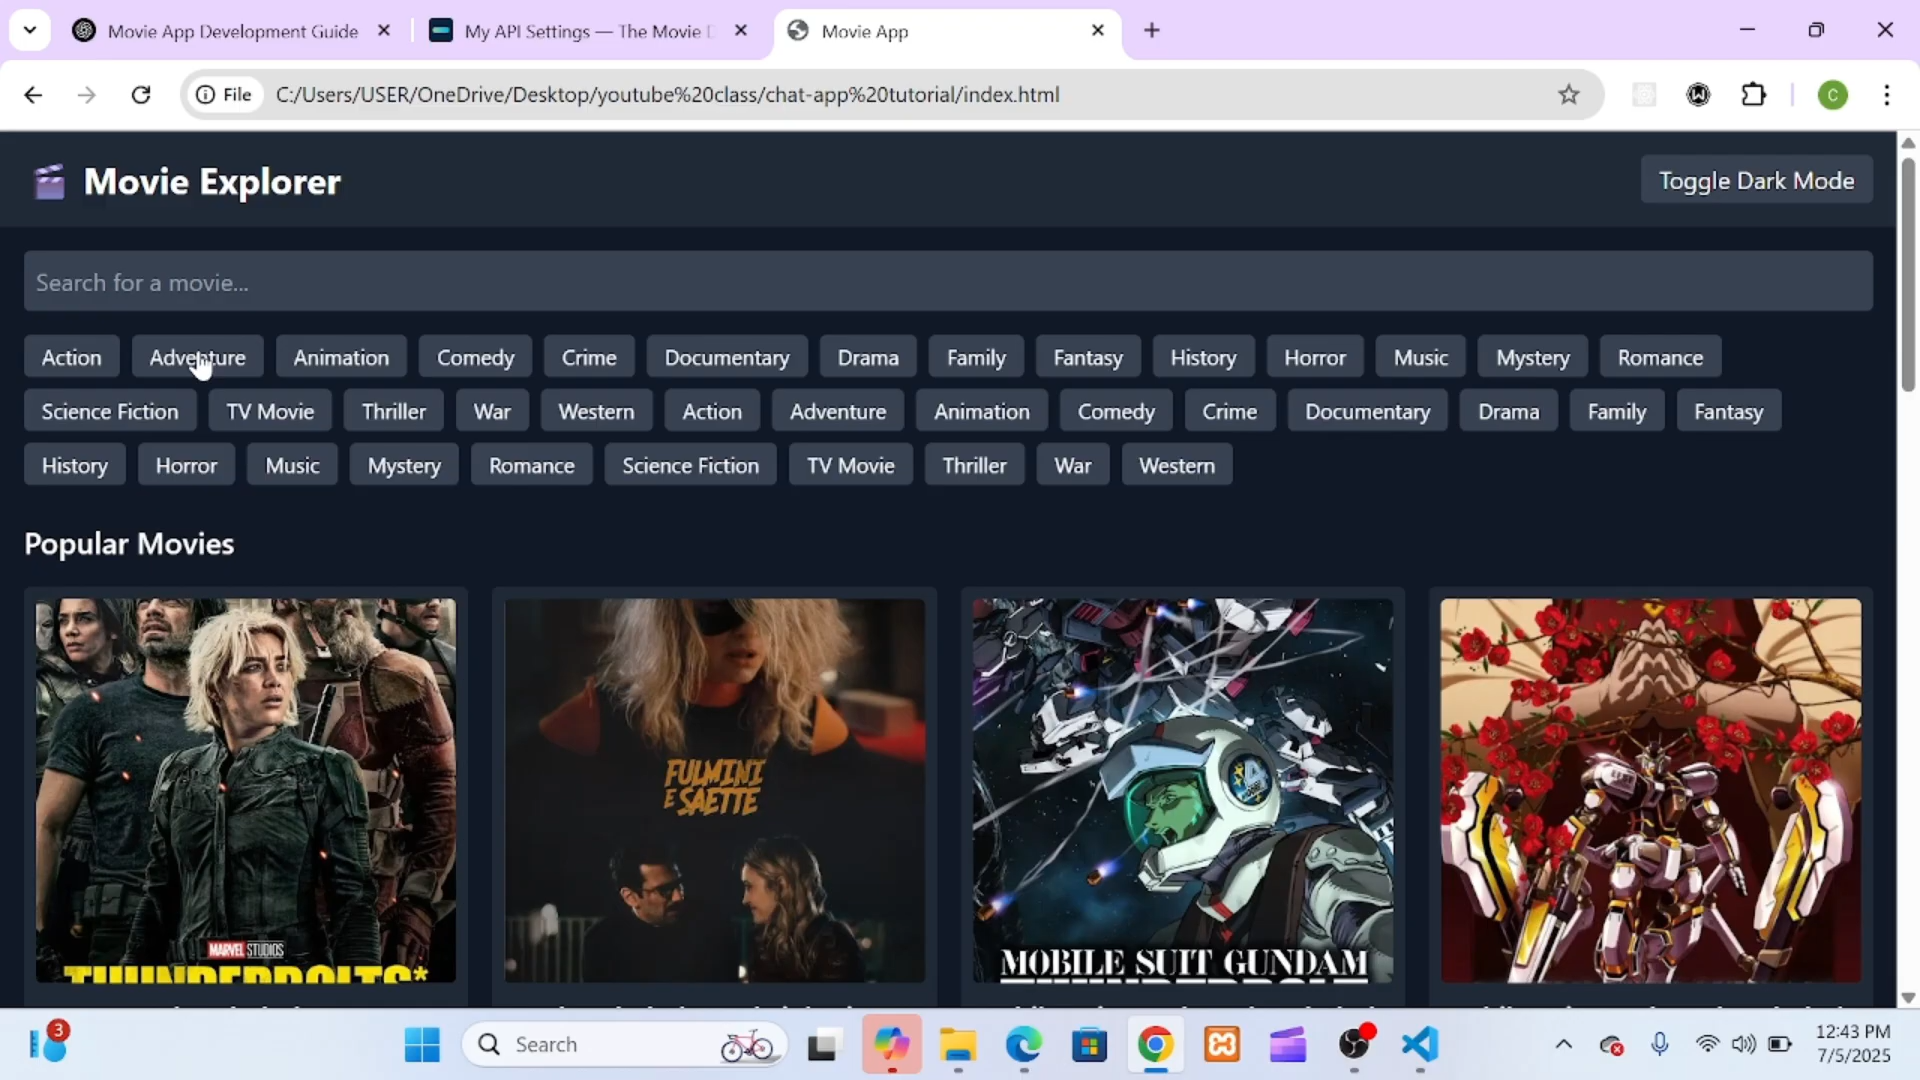 Movie App Development Guide
My API Settings — The Movie D
Movie App
File
C:/Users/USER/OneDrive/Desktop/youtube%20class/chat-app%20tutorial/index.html
C
Movie Explorer
Toggle Dark Mode
Search for a movie...
Action Adventure Animation Comedy Crime Documentary Drama Family Fantasy History Horror Music Mystery Romance
Science Fiction TV Movie Thriller War Western Action Adventure Animation Comedy Crime Documentary Drama Family Fantasy
History Horror Music Mystery Romance Science Fiction TV Movie Thriller War Western
Popular Movies
FULMINI
E SAETTE
MARVEL STUDIOS
THUNDERBOLTS*
MOBILE SUIT GUNDAM
THUNDERBOLT
3
Search
12:43 PM
7/5/2025